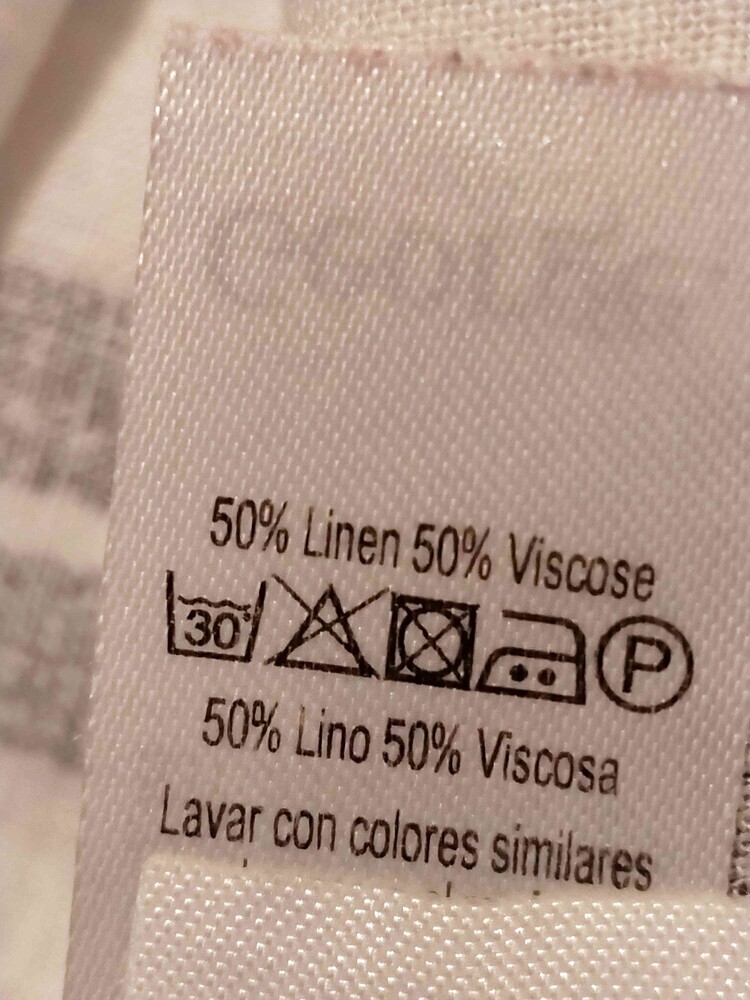 50% Linen 50% Viscose
30° P
50% Lino 50% Viscosa
Lavar con colores similares